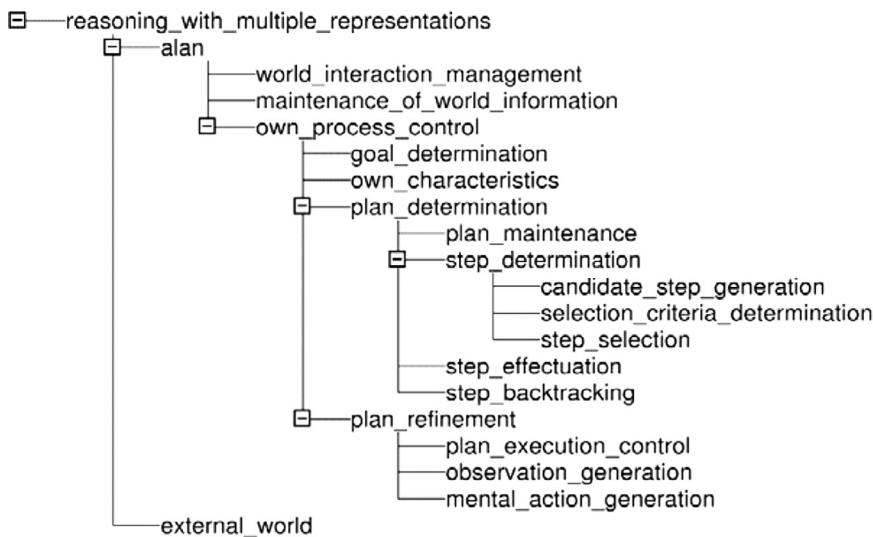 reasoning_with_multiple_representations
alan
world_interaction_management
maintenance_of_world_information
own_process_control
goal_determination
own_characteristics
plan_determination
plan_maintenance
step_determination
candidate_step_generation
selection_criteria_determination
step_selection
step_effectuation
step_backtracking
plan_refinement
plan_execution_control
observation_generation
mental_action_generation
external_world